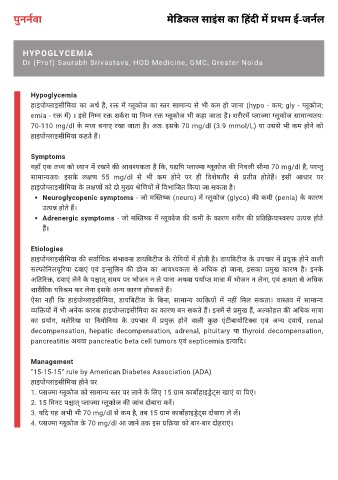 पुनर्नवा
मेडिकल साइंस का हिंदी में प्रथम ई-जर्नल
HYPOGLYCEMIA
Dr (Prof) Saurabh Srivastava, HOD Medicine, GMC, Greater Noida
Hypoglycemia
हाइपोग्लाइसीमिया का अर्थ है, रक्त में ग्लूकोज का स्तर सामान्य से भी कम हो जाना (hypo - कम; gly - ग्लूकोज;
emia - रक्त में) । इसे निम्न रक्त शर्करा या निम्न रक्त ग्लूकोज भी कहा जाता है। शरीरमें प्लाज्मा ग्लूकोज सामान्यतः
70-110 mg/dl के मध्य बनाए रखा जाता है। अतः इसके 70 mg/dl (3.9 mmol/L) या उससे भी कम होने को
हाइपोग्लाइसीमिया कहते हैं।
Symptoms
यहाँ एक तथ्य को ध्यान में रखने की आवश्यकता है कि, यद्यपि प्लाज्मा ग्लूकोज की निचली सीमा 70 mg/dl है, परन्तु
सामान्यतः इसके लक्षण 55 mg/dl से भी कम होने पर ही विशेषतौर से प्रतीत होतेहैं। इसी आधार पर
हाइपोग्लाइसीमिया के लक्षणों को दो मुख्य श्रेणियों में विभाजित किया जा सकता है।
• Neuroglycopenic symptoms - जो मस्तिष्क (neuro) में ग्लूकोज (glyco) की कमी (penia) के कारण
उत्पन्न होते हैं।
• Adrenergic symptoms - जो मस्तिष्क में ग्लूकोज की कमी के कारण शरीर की प्रतिक्रियास्वरुप उत्पन्न होते
हैं।
Etiologies
हाइपोग्लाइसीमिया की सर्वाधिक संभावना डायबिटीज के रोगियों में होती है। डायबिटीज के उपचार में प्रयुक्त होने वाली
सल्फोनिलयूरिया दवाएं एवं इन्सुलिन की डोज का आवश्यकता से अधिक हो जाना, इसका प्रमुख कारण है। इनके
अतिरिक्त, दवाएं लेने के पश्चात् समय पर भोजन न ले पाना अथवा पर्याप्त मात्रा में भोजन न लेना, एवं क्षमता से अधिक
शारीरिक परिश्रम कर लेना इसके अन्य कारण होसकते हैं।
ऐसा नहीं कि हाइपोग्लाइसीमिया, डायबिटीज के बिना, सामान्य व्यक्तियों में नहीं मिल सकता। वास्तव में सामान्य
व्यक्तियों में भी अनेक कारक हाइपोग्लाइसीमिया का कारण बन सकते हैं। इनमें से प्रमुख हैं, अल्कोहल की अधिक मात्रा
का प्रयोग, मलेरिया या निमोनिया के उपचार में प्रयुक्त होने वाली कुछ एंटीबायोटिक्स एवं अन्य दवायें, renal
decompensation, hepatic decompensation, adrenal, pituitary या thyroid decompensation,
pancreatitis अथवा pancreatic beta cell tumors एवं septicemia इत्यादि।
Management
"15-15-15" rule by American Diabetes Association (ADA)
हाइपोग्लाइसीमिया होने पर
1. प्लाज्मा ग्लूकोज को सामान्य स्तर पर लाने के लिए 15 ग्राम कार्बोहाइड्रेट्स खाएं या पिएं।
2. 15 मिनट पश्चात् प्लाज्मा ग्लूकोज की जांच दोबारा करें।
3. यदि यह अभी भी 70 mg/dl से कम है, तब 15 ग्राम कार्बोहाइड्रेट्स दोबारा ले लें।
4. प्लाज्मा ग्लूकोज के 70 mg/dl आ जाने तक इस प्रक्रिया को बार-बार दोहराएं।